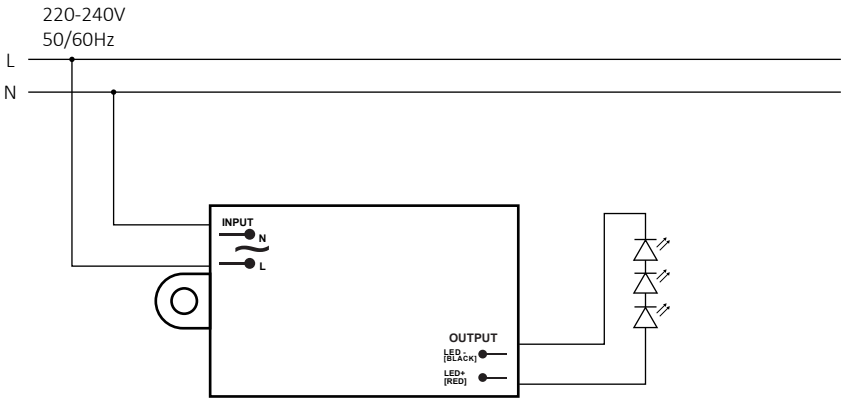 220-240V
50/60Hz
L
N
INPUT
N
~
L
OUTPUT
LED -
[BLACK]
LED+
[RED]